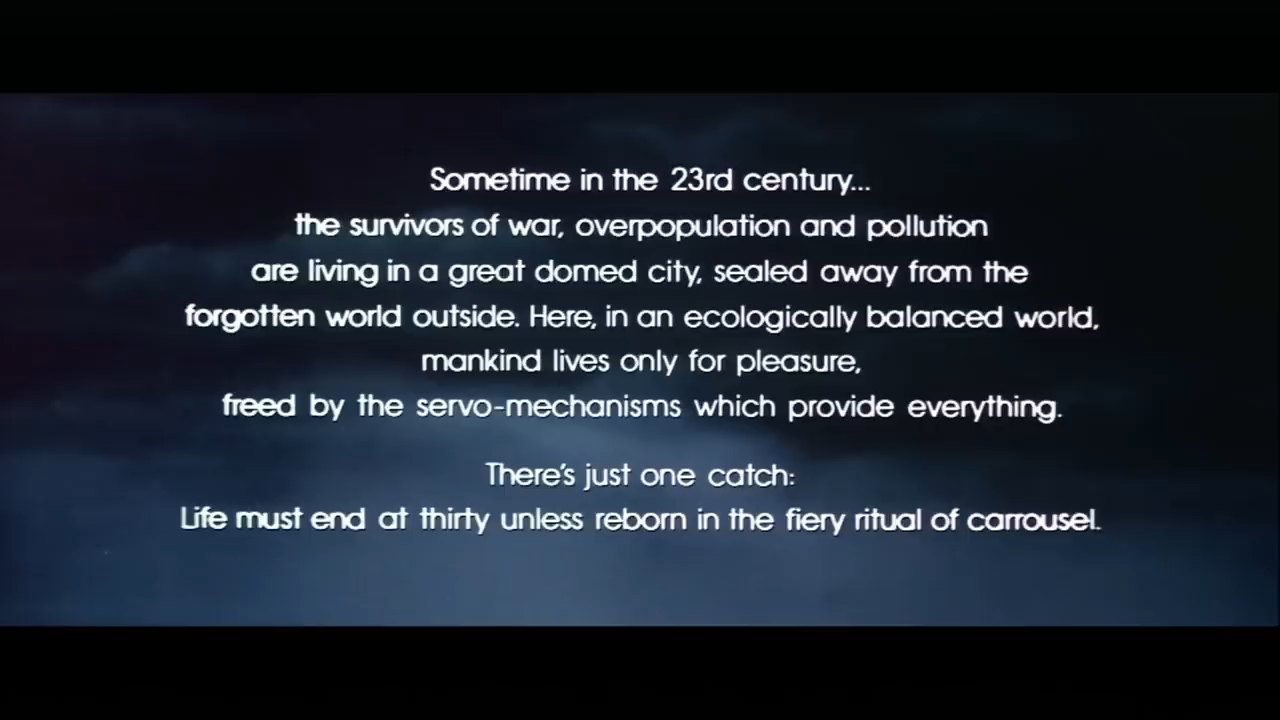 Sometime in the 23rd century...
the survivors of war, overpopulation and pollution
are living in a great domed city, sealed away from the
forgotten world outside. Here, in an ecologically balanced world,
mankind lives only for pleasure,
freed by the servo-mechanisms which provide everything.
There's just one catch:
Life must end at thirty unless reborn in the fiery ritual of carrousel.